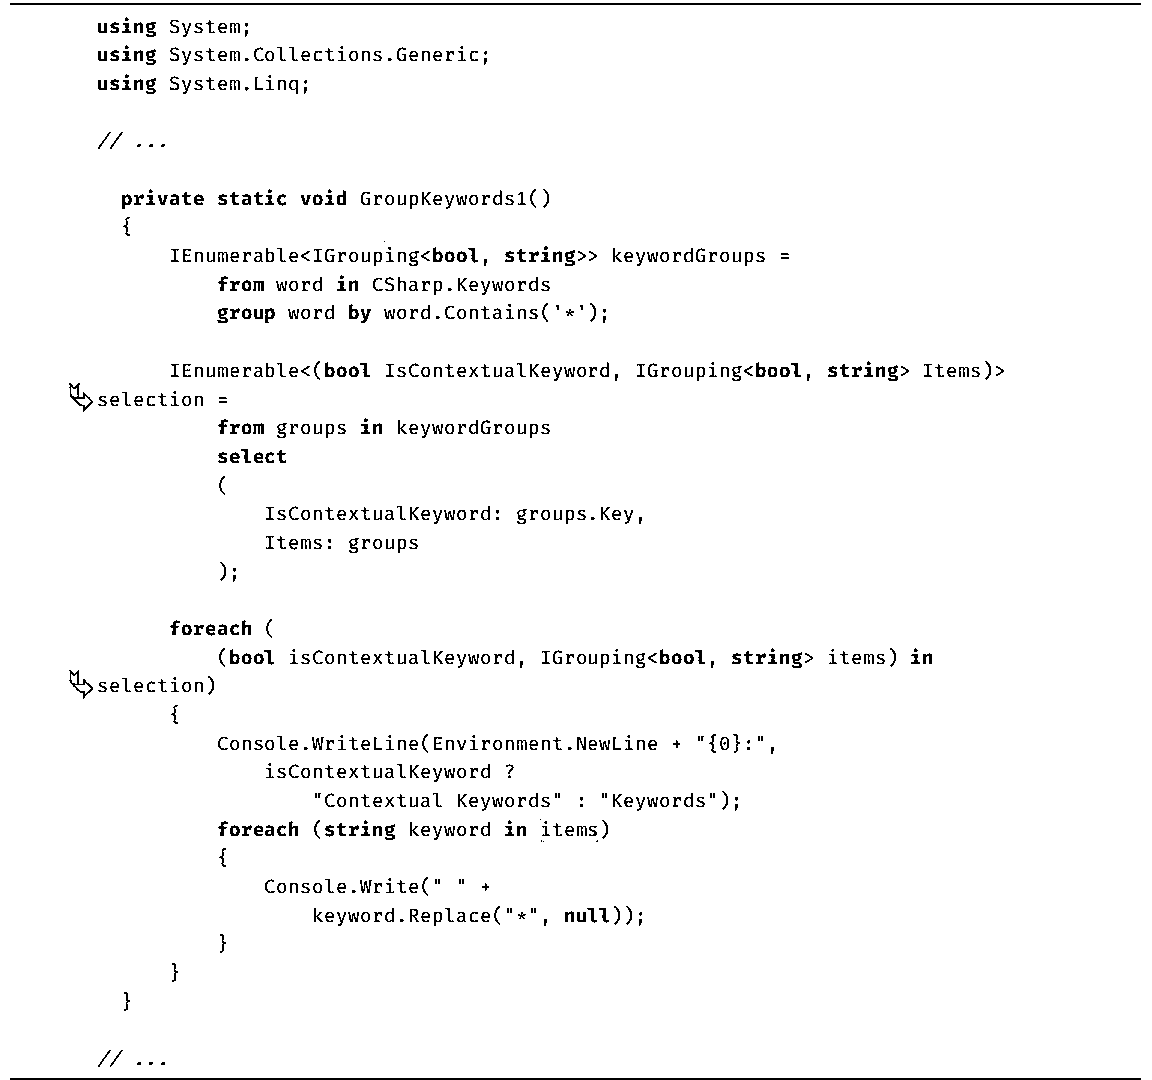 using System;
using System.Collections.Generic;
using System.Linq;

// ...

  private static void GroupKeywords1()
  {
      IEnumerable<IGrouping<bool, string>> keywordGroups =
          from word in CSharp.Keywords
          group word by word.Contains('*');

      IEnumerable<(bool IsContextualKeyword, IGrouping<bool, string> Items)>
selection =
          from groups in keywordGroups
          select
          (
              IsContextualKeyword: groups.Key,
              Items: groups
          );

      foreach (
          (bool isContextualKeyword, IGrouping<bool, string> items) in
selection)
      {
          Console.WriteLine(Environment.NewLine + "{0}:",
              isContextualKeyword ?
                  "Contextual Keywords" : "Keywords");
          foreach (string keyword in items)
          {
              Console.Write(" " +
                  keyword.Replace("*", null));
          }
      }
  }

// ...